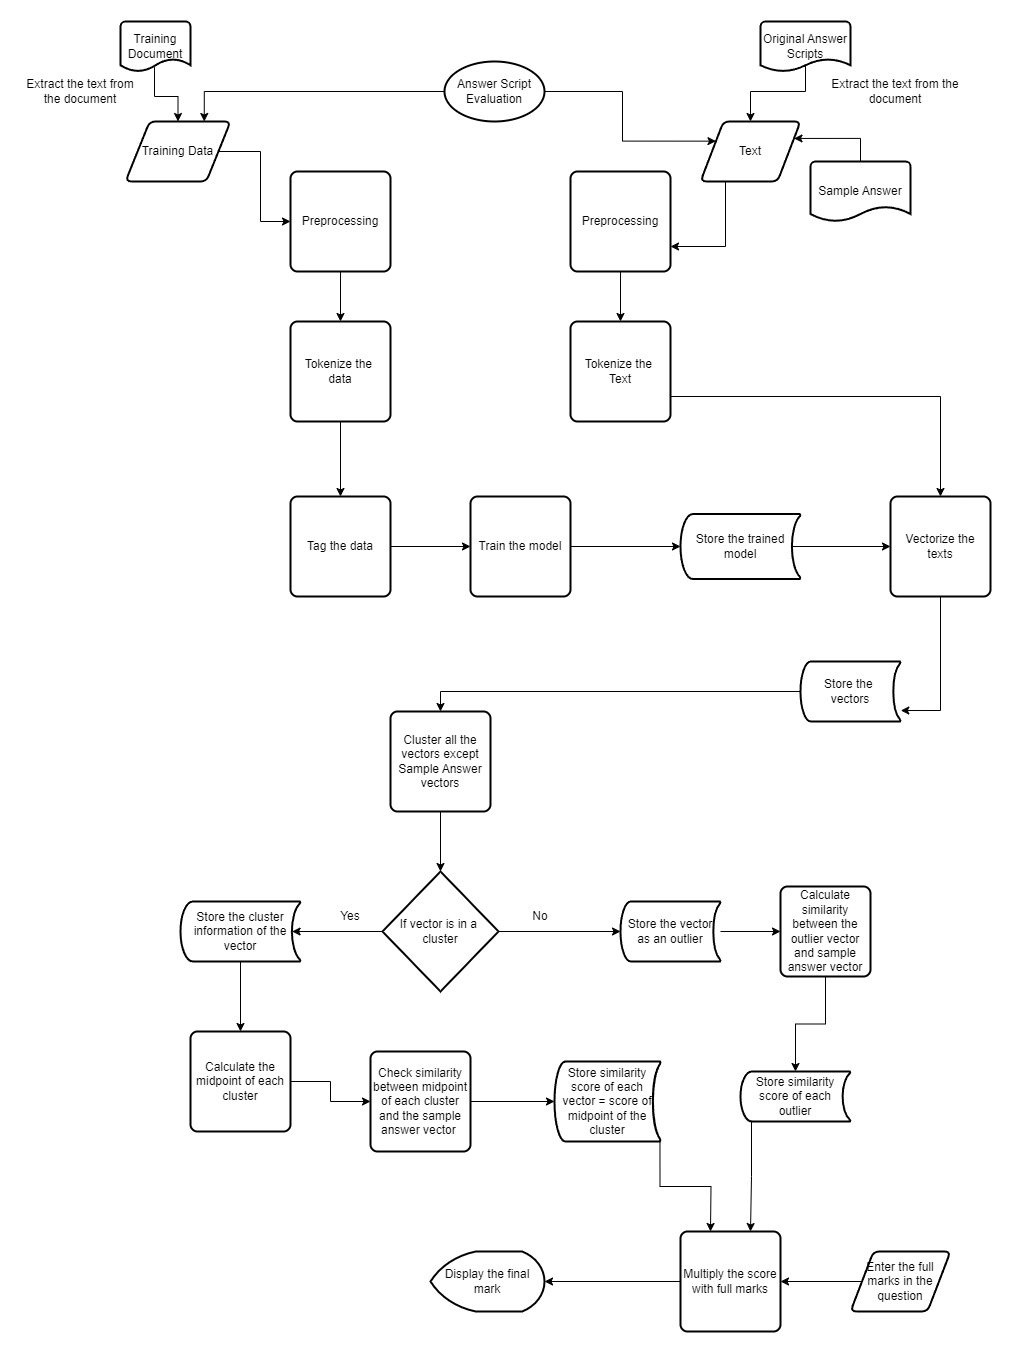 Training
Document
Original Answer
Scripts
Extract the text from
the document
Answer Script
Evaluation
Extract the text from the
document
Training Data
Text
Sample Answer
Preprocessing
Preprocessing
Tokenize the
data
Tokenize the
Text
Tag the data
Train the model
Store the trained
model
Vectorize the
texts
Store the
vectors
Cluster all the
vectors except
Sample Answer
vectors
Store the cluster
information of the
vector
Yes
If vector is in a
cluster
No
Store the vector
as an outlier
Calculate
similarity
between the
outlier vector
and sample
answer vector
Calculate the
midpoint of each
cluster
Check similarity
between midpoint
of each cluster
and the sample
answer vector
Store similarity
score of each
vector = score of
midpoint of the
cluster
Store similarity
score of each
outlier
Display the final
mark
Multiply the score
with full marks
Enter the full
marks in the
question